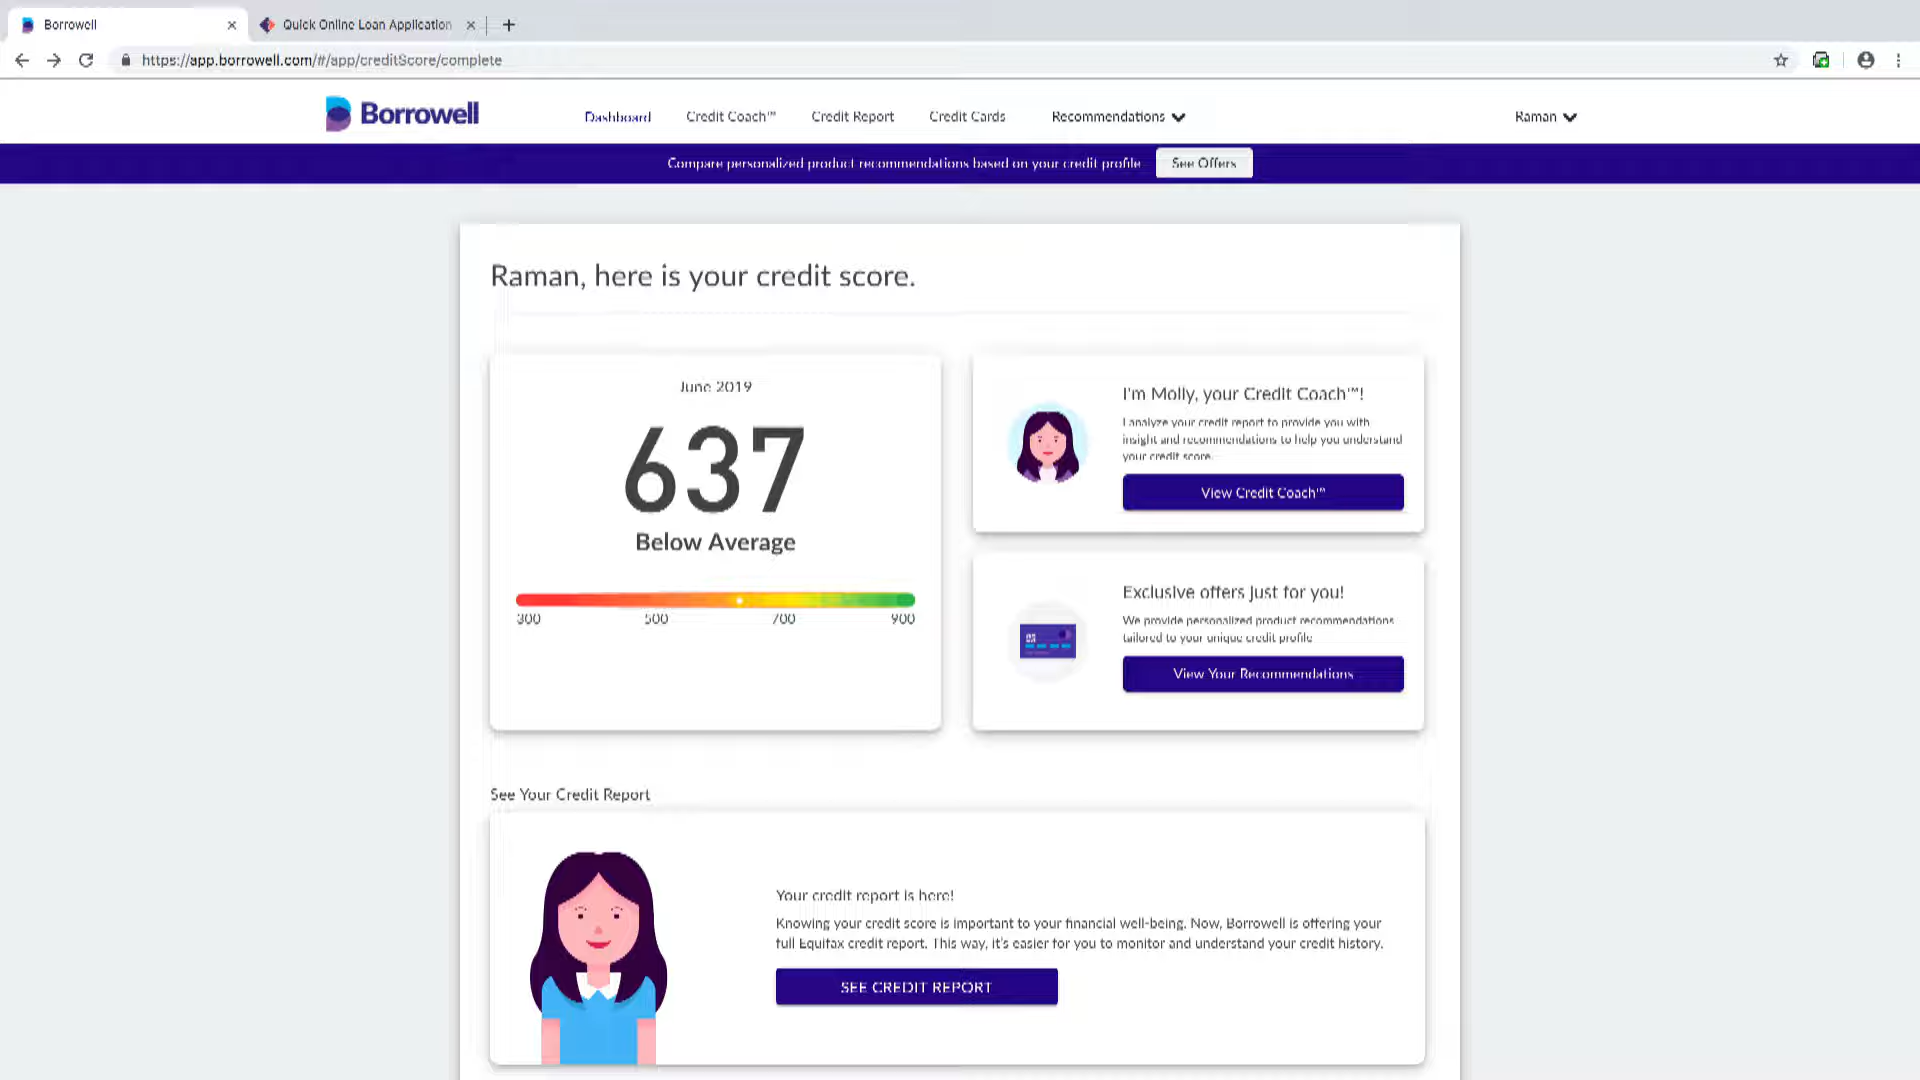 Borrowell
Quick Online Loan Application
https://app.borrowell.com/#/app/creditScore/complete
Borrowell
Dashboard
Credit Coach™
Credit Report
Credit Cards
Recommendations
Raman
Compare personalized product recommendations based on your credit profile
See Offers
Raman, here is your credit score.
June 2019
637
Below Average
300 500 700 900
I'm Molly, your Credit Coach™!
I analyze your credit report to provide you with
insight and recommendations to help you understand
your credit score.
View Credit Coach™
Exclusive offers just for you!
We provide personalized product recommendations
tailored to your unique credit profile
View Your Recommendations
See Your Credit Report
Your credit report is here!
Knowing your credit score is important to your financial well-being. Now, Borrowell is offering your
full Equifax credit report. This way, it's easier for you to monitor and understand your credit history.
SEE CREDIT REPORT